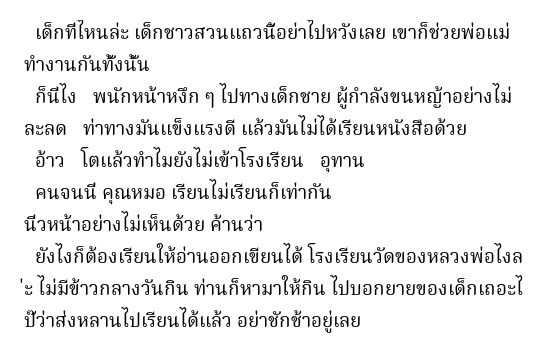 เด็กที่ไหนล่ะ เด็กชาวสวนแถวนี้อย่าไปหวังเลย เขาก็ช่วยพ่อแม่
ทำงานกันทั้งนั้น
ก็นี่ไง พนักหน้าหงึก ๆ ไปทางเด็กชาย ผู้กำลังขนหญ้าอย่างไม่
ละลด ท่าทางมันแข็งแรงดี แล้วมันไม่ได้เรียนหนังสือด้วย
อ้าว โตแล้วทำไมยังไม่เข้าโรงเรียน อุทาน
คนจนนี่ คุณหมอ เรียนไม่เรียนก็เท่ากัน
นิ่วหน้าอย่างไม่เห็นด้วย ค้านว่า
ยังไงก็ต้องเรียนให้อ่านออกเขียนได้ โรงเรียนวัดของหลวงพ่อไงล
่ะ ไม่มีข้าวกลางวันกิน ท่านก็หามาให้กิน ไปบอกยายของเด็กเถอะไ
ป๊ว่าส่งหลานไปเรียนได้แล้ว อย่าชักช้าอยู่เลย